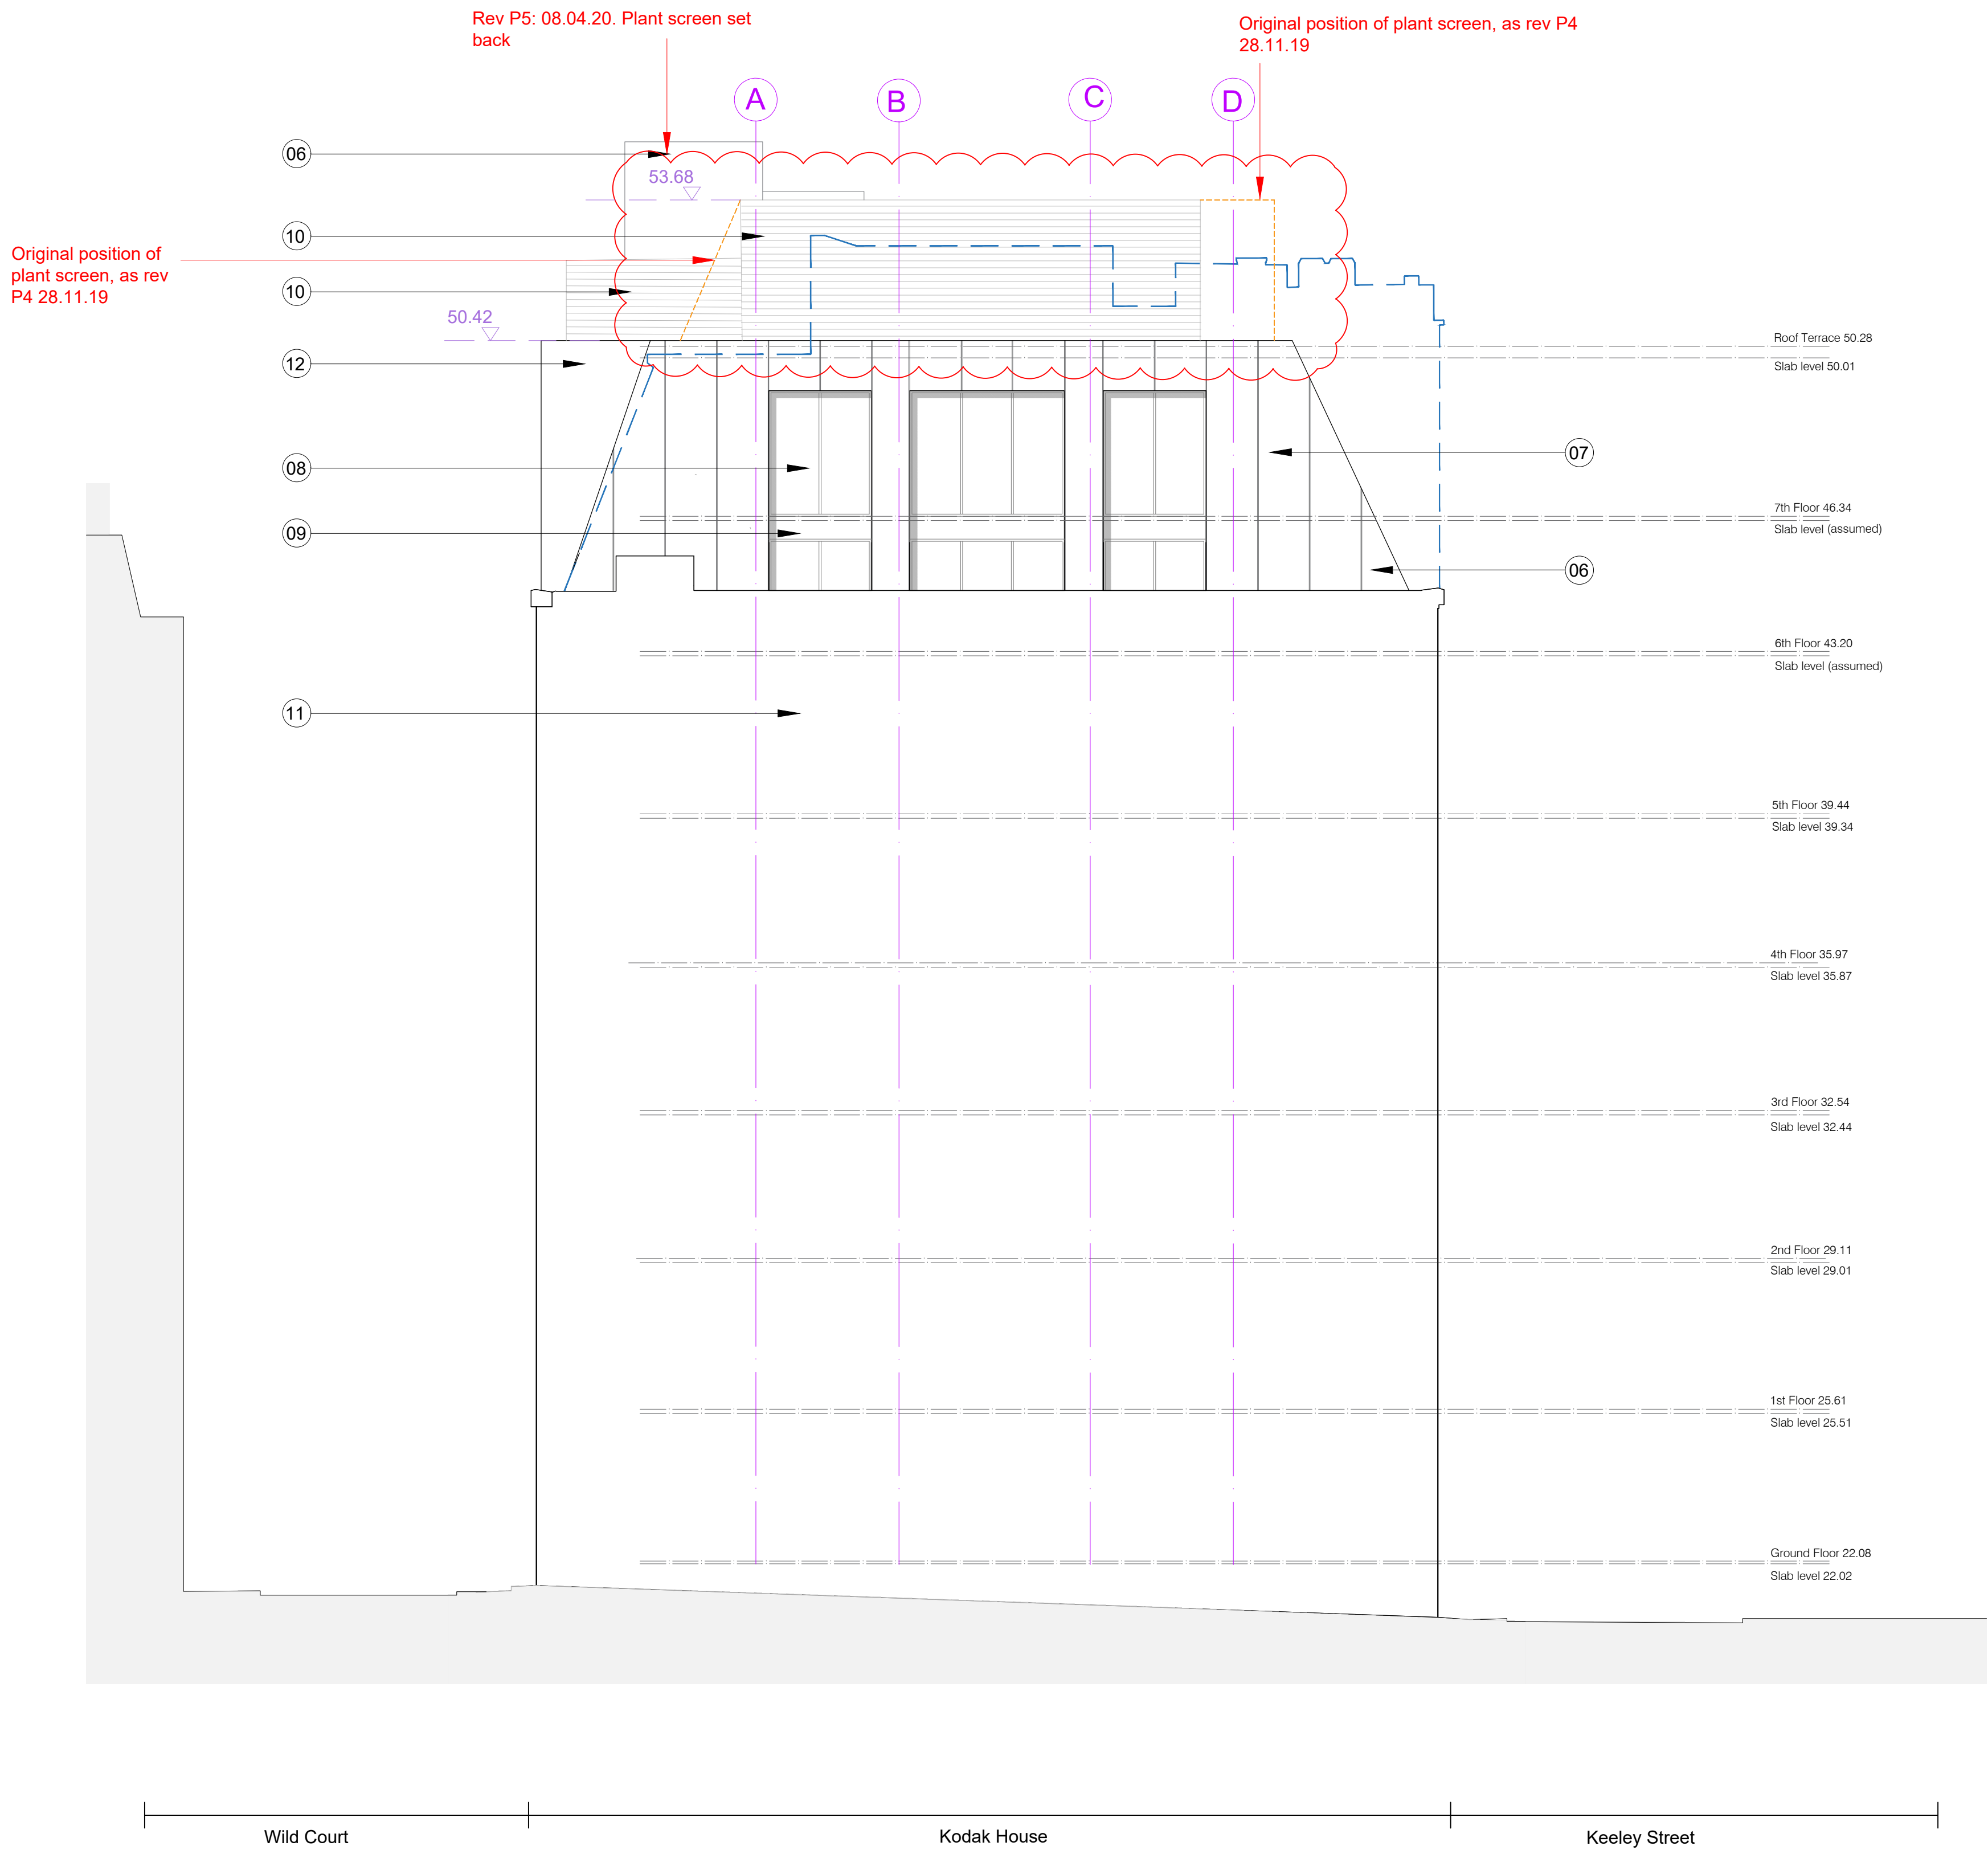 Rev P5: 08.04.20. Plant screen set
back
Original position of plant screen, as rev P4
28.11.19
A
B
C
D
06
53.68
10
Original position of
plant screen, as rev
P4 28.11.19
10
50.42
12
Roof Terrace 50.28
Slab level 50.01
08
07
09
7th Floor 46.34
Slab level (assumed)
06
6th Floor 43.20
Slab level (assumed)
11
5th Floor 39.44
Slab level 39.34
4th Floor 35.97
Slab level 35.87
3rd Floor 32.54
Slab level 32.44
2nd Floor 29.11
Slab level 29.01
1st Floor 25.61
Slab level 25.51
Ground Floor 22.08
Slab level 22.02
Wild Court
Kodak House
Keeley Street